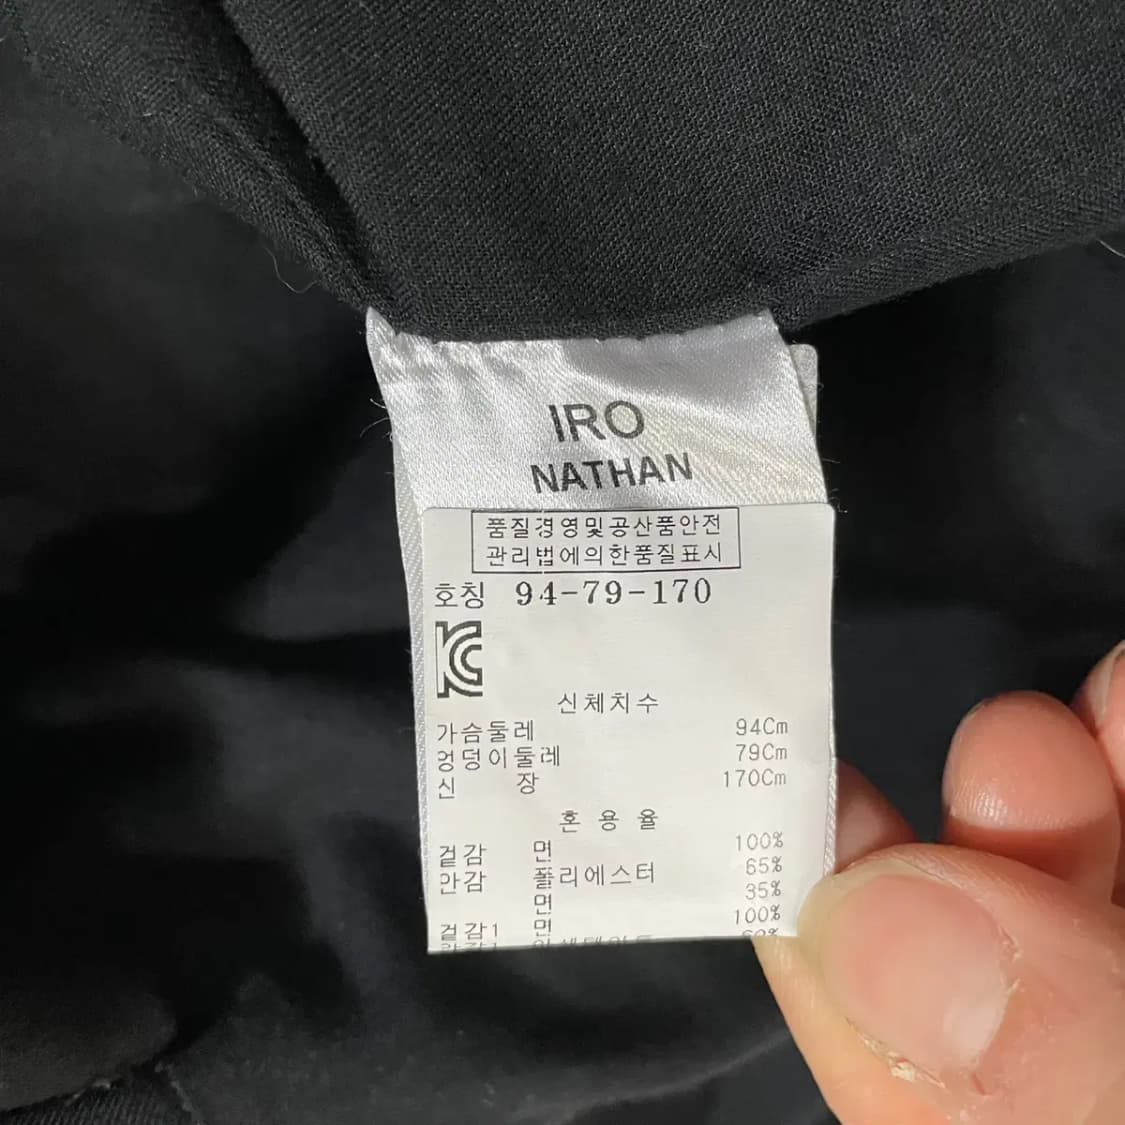 IRO
NATHAN
품질경영및공산품안전
관리법에의한품질표시
호칭 94-79-170
신체치수
가슴둘레 94Cm
엉덩이둘레 79Cm
신 장 170Cm
혼 용 율
겉감 면 100%
안감 폴리에스터 65%
면 35%
겉감1 면 100%
60%